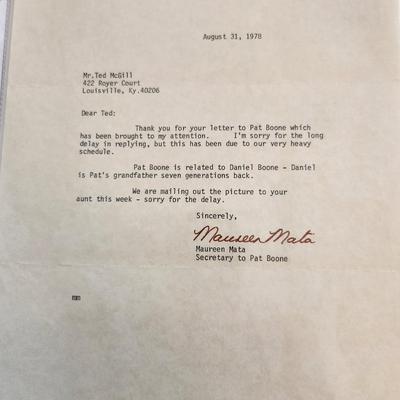 August 31, 1978
Mr.Ted McGill
422 Royer Court
Louisville, Ky.40206
Dear Ted:
Thank you for your letter to Pat Boone which
has been brought to my attention. I'm sorry for the long
delay in replying, but this has been due to our very heavy
schedule.
Pat Boone is related to Daniel Boone - Daniel
is Pat's grandfather seven generations back.
We are mailing out the picture to your
aunt this week - sorry for the delay.
Sincerely,
Maureen Mata
Maureen Mata
Secretary to Pat Boone